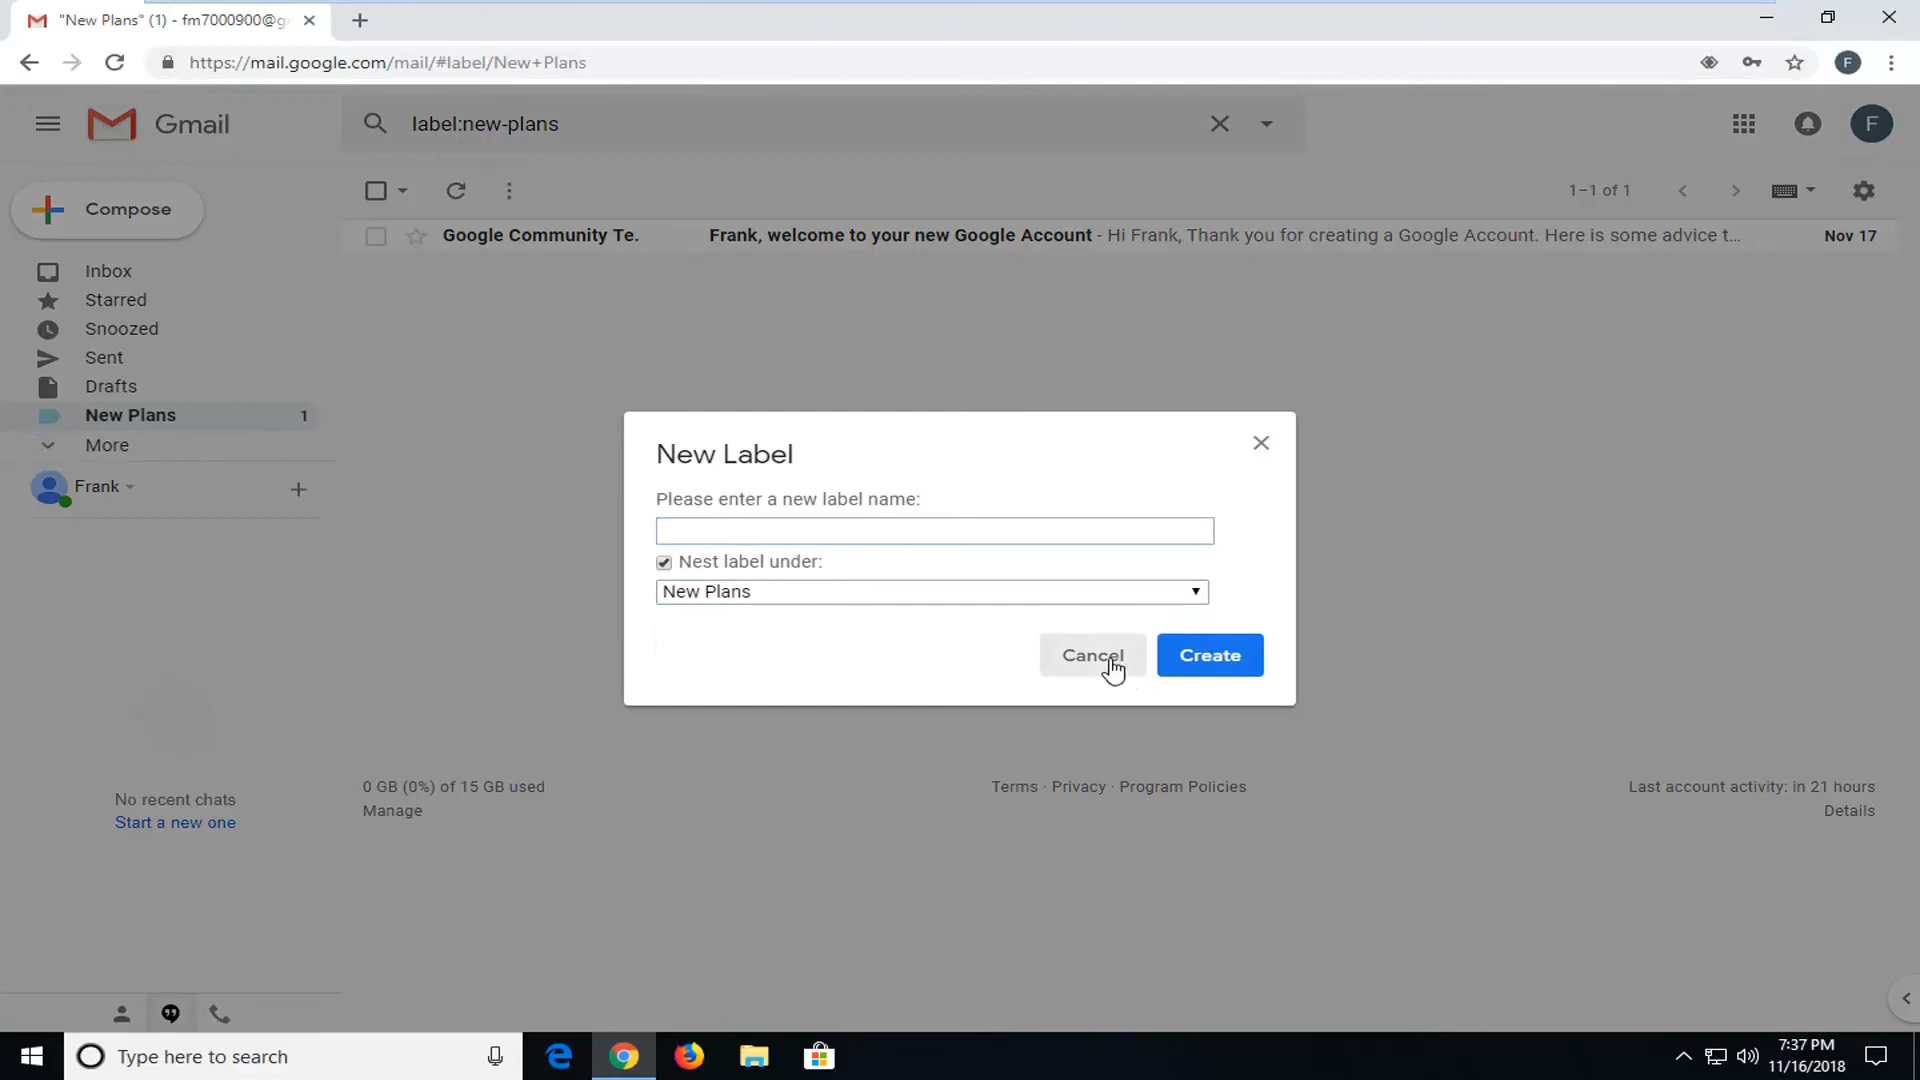 "New Plans" (1) - fm7000900@g
https://mail.google.com/mail/#label/New+Plans
F
Gmail
label:new-plans
F
Compose
1–1 of 1
Google Community Te. Frank, welcome to your new Google Account - Hi Frank, Thank you for creating a Google Account. Here is some advice t... Nov 17
Inbox
Starred
Snoozed
Sent
Drafts
New Plans 1
More
Frank
New Label
Please enter a new label name:
Nest label under:
New Plans
Cancel
Create
No recent chats
Start a new one
0 GB (0%) of 15 GB used
Manage
Terms · Privacy · Program Policies
Last account activity: in 21 hours
Details
Type here to search
7:37 PM
11/16/2018